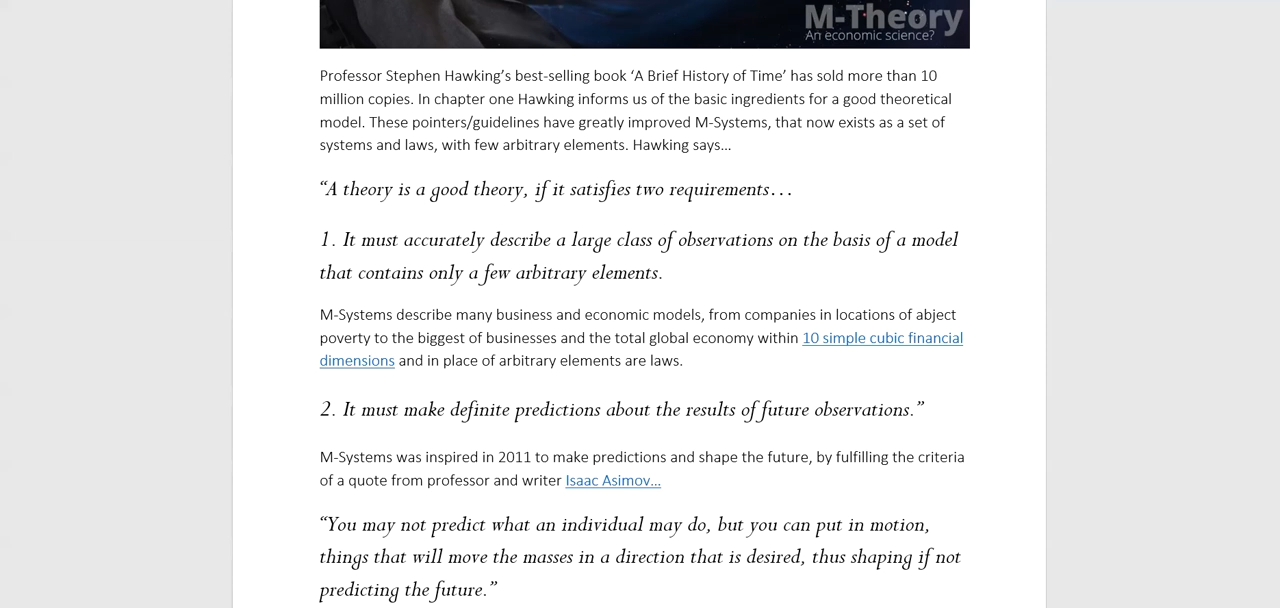 M-Theory
An economic science?
Professor Stephen Hawking’s best-selling book ‘A Brief History of Time’ has sold more than 10
million copies. In chapter one Hawking informs us of the basic ingredients for a good theoretical
model. These pointers/guidelines have greatly improved M-Systems, that now exists as a set of
systems and laws, with few arbitrary elements. Hawking says...
“A theory is a good theory, if it satisfies two requirements…
1. It must accurately describe a large class of observations on the basis of a model
that contains only a few arbitrary elements.
M-Systems describe many business and economic models, from companies in locations of abject
poverty to the biggest of businesses and the total global economy within 10 simple cubic financial
dimensions and in place of arbitrary elements are laws.
2. It must make definite predictions about the results of future observations.”
M-Systems was inspired in 2011 to make predictions and shape the future, by fulfilling the criteria
of a quote from professor and writer Isaac Asimov...
“You may not predict what an individual may do, but you can put in motion,
things that will move the masses in a direction that is desired, thus shaping if not
predicting the future.”